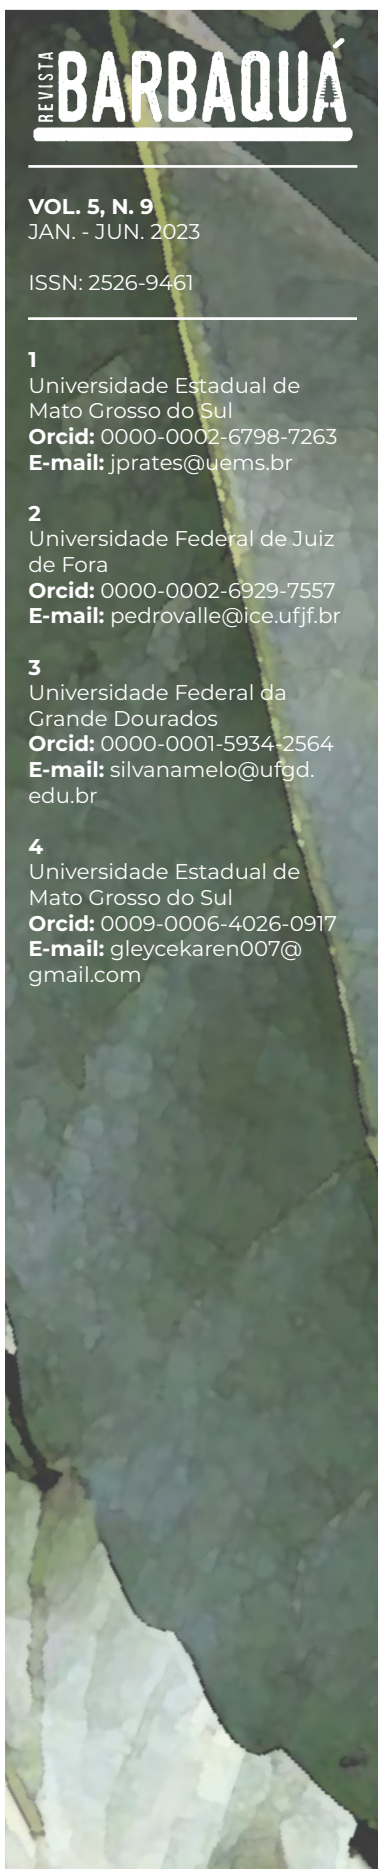 REVISTA
BARBAQUÁ
VOL. 5, N. 9
JAN. - JUN. 2023
ISSN: 2526-9461
1
Universidade Estadual de
Mato Grosso do Sul
Orcid: 0000-0002-6798-7263
E-mail: jprates@uems.br
2
Universidade Federal de Juiz
de Fora
Orcid: 0000-0002-6929-7557
E-mail: pedrovalle@ice.ufjf.br
3
Universidade Federal da
Grande Dourados
Orcid: 0000-0001-5934-2564
E-mail: silvanamelo@ufgd.
edu.br
4
Universidade Estadual de
Mato Grosso do Sul
Orcid: 0009-0006-4026-0917
E-mail: gleycekaren007@
gmail.com